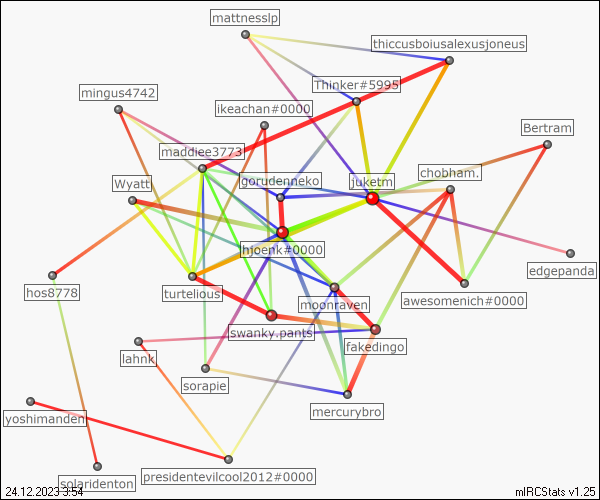 mattnesslp
thiccusboiusalexusjoneus
Thinker#5995
mingus4742
ikeachan#0000
Bertram
maddiee3773
gorudenneko
juketm
chobham.
Wyatt
hjoenk#0000
edgepanda
hos8778
turtelious
moonraven
awesomenich#0000
swanky.pants
fakedingo
lahnk
sorapie
mercurybro
yoshimanden
solaridenton
presidentevilcool2012#0000
24.12.2023 3:54
mIRCStats v1.25